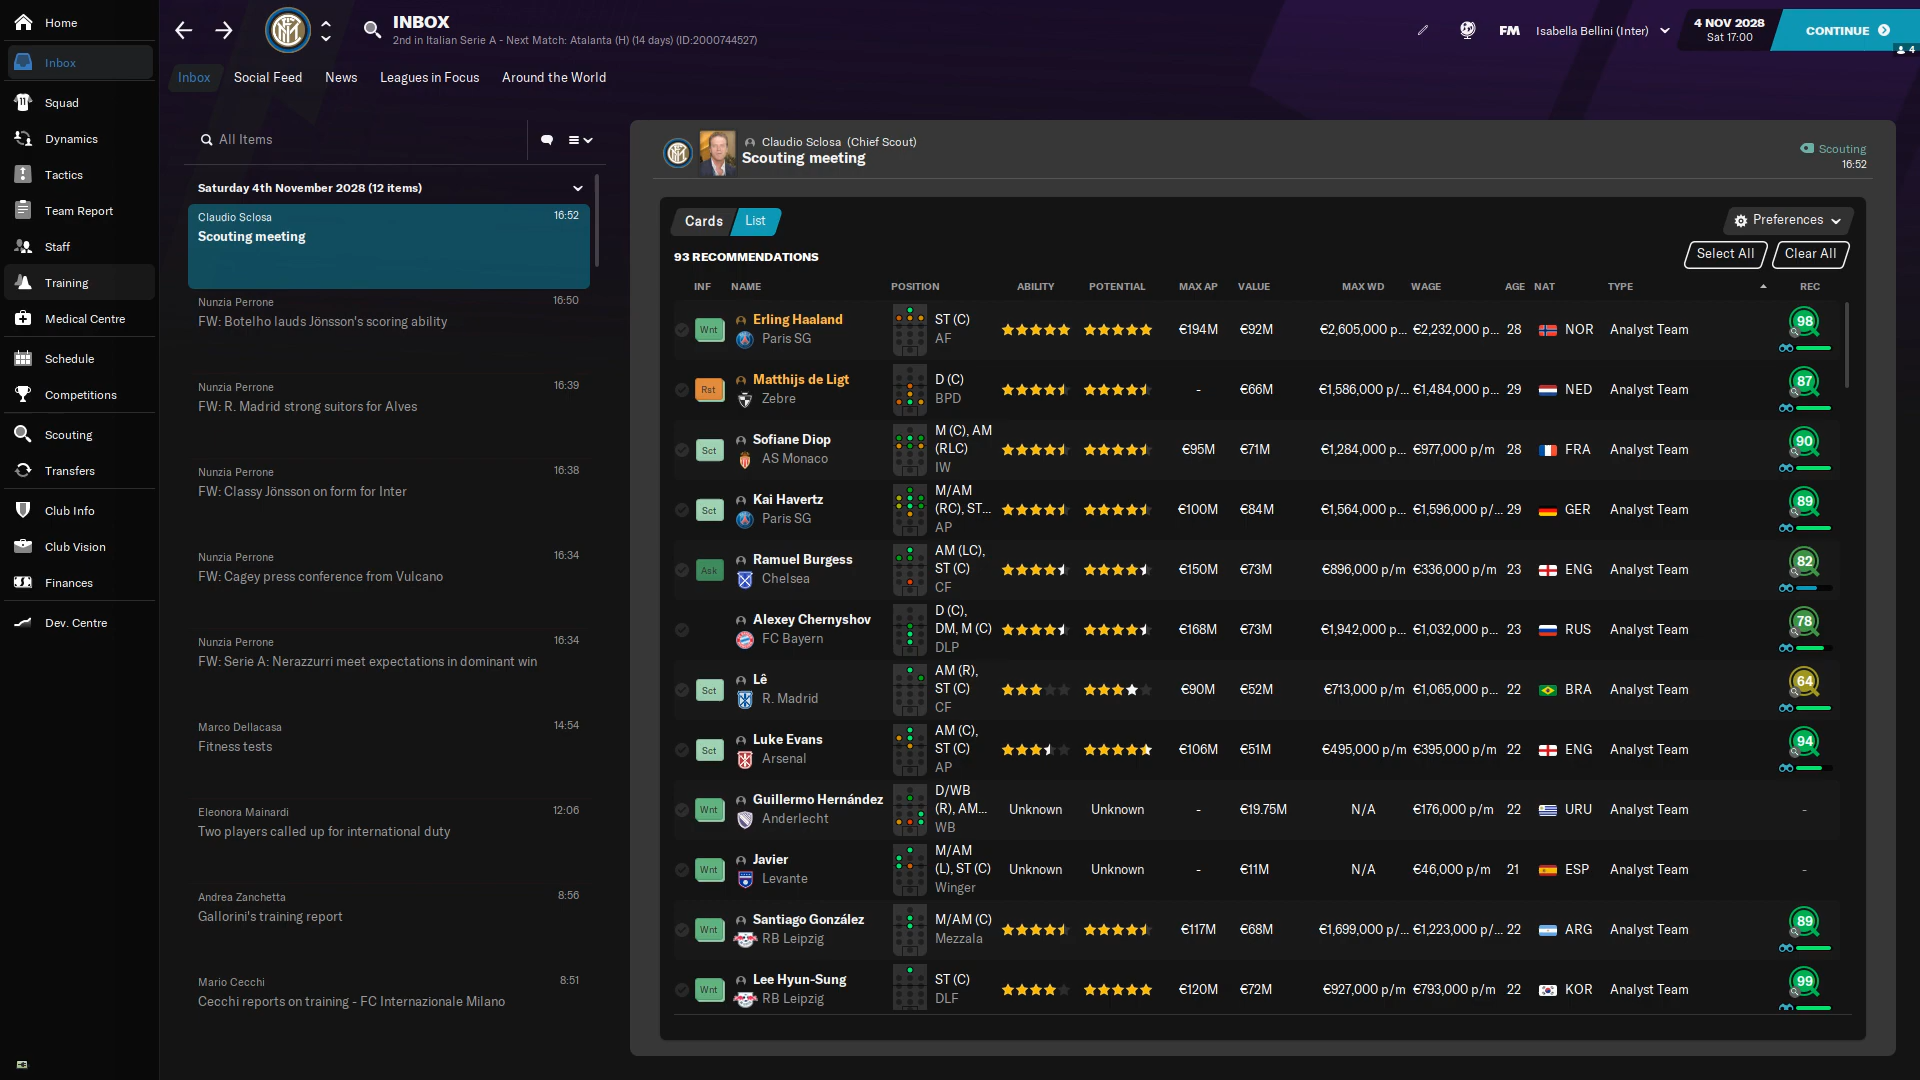 Home
Inbox
Squad
Dynamics
Tactics
Team Report
Staff
Training
Medical Centre
Schedule
Competitions
Scouting
Transfers
Club Info
Club Vision
Finances
Dev. Centre
INBOX
2nd in Italian Serie A - Next Match: Atalanta (H) (14 days) (ID:2000744527)
FM
Isabella Bellini (Inter)
4 NOV 2028
Sat 17:00
CONTINUE
4
Inbox Social Feed News Leagues in Focus Around the World
All Items
Saturday 4th November 2028 (12 items)
Claudio Sclosa 16:52
Scouting meeting
Nunzia Perrone 16:50
FW: Botelho lauds Jönsson's scoring ability
Nunzia Perrone 16:39
FW: R. Madrid strong suitors for Alves
Nunzia Perrone 16:38
FW: Classy Jönsson on form for Inter
Nunzia Perrone 16:34
FW: Cagey press conference from Vulcano
Nunzia Perrone 16:34
FW: Serie A: Nerazzurri meet expectations in dominant win
Marco Dellacasa 14:54
Fitness tests
Eleonora Mainardi 12:06
Two players called up for international duty
Andrea Zanchetta 8:56
Gallorini's training report
Mario Cecchi 8:51
Cecchi reports on training - FC Internazionale Milano
Claudio Sclosa (Chief Scout)
Scouting meeting
Scouting
16:52
Cards List
Preferences
93 RECOMMENDATIONS
Select All Clear All
INF NAME POSITION ABILITY POTENTIAL MAX AP VALUE MAX WD WAGE AGE NAT TYPE REC
Wnt Erling Haaland Paris SG ST (C) AF €194M €92M €2,605,000 p... €2,232,000 p... 28 NOR Analyst Team 98
Rst Matthijs de Ligt Zebre D (C) BPD - €66M €1,586,000 p/... €1,484,000 p... 29 NED Analyst Team 87
Sct Sofiane Diop AS Monaco M (C), AM (RLC) IW €95M €71M €1,284,000 p... €977,000 p/m 28 FRA Analyst Team 90
Sct Kai Havertz Paris SG M/AM (RC), ST... AP €100M €84M €1,564,000 p... €1,596,000 p/... 29 GER Analyst Team 89
Ask Ramuel Burgess Chelsea AM (LC), ST (C) CF €150M €73M €896,000 p/m €336,000 p/m 23 ENG Analyst Team 82
Alexey Chernyshov FC Bayern D (C), DM, M (C) DLP €168M €73M €1,942,000 p... €1,032,000 p... 23 RUS Analyst Team 78
Sct Lê R. Madrid AM (R), ST (C) CF €90M €52M €713,000 p/m €1,065,000 p... 22 BRA Analyst Team 64
Sct Luke Evans Arsenal AM (C), ST (C) AP €106M €51M €495,000 p/m €395,000 p/m 22 ENG Analyst Team 94
Wnt Guillermo Hernández Anderlecht D/WB (R), AM... WB Unknown Unknown - €19.75M N/A €176,000 p/m 22 URU Analyst Team -
Wnt Javier Levante M/AM (L), ST (C) Winger Unknown Unknown - €11M N/A €46,000 p/m 21 ESP Analyst Team -
Wnt Santiago González RB Leipzig M/AM (C) Mezzala €117M €68M €1,699,000 p/... €1,223,000 p/... 22 ARG Analyst Team 89
Wnt Lee Hyun-Sung RB Leipzig ST (C) DLF €120M €72M €927,000 p/m €793,000 p/m 22 KOR Analyst Team 99